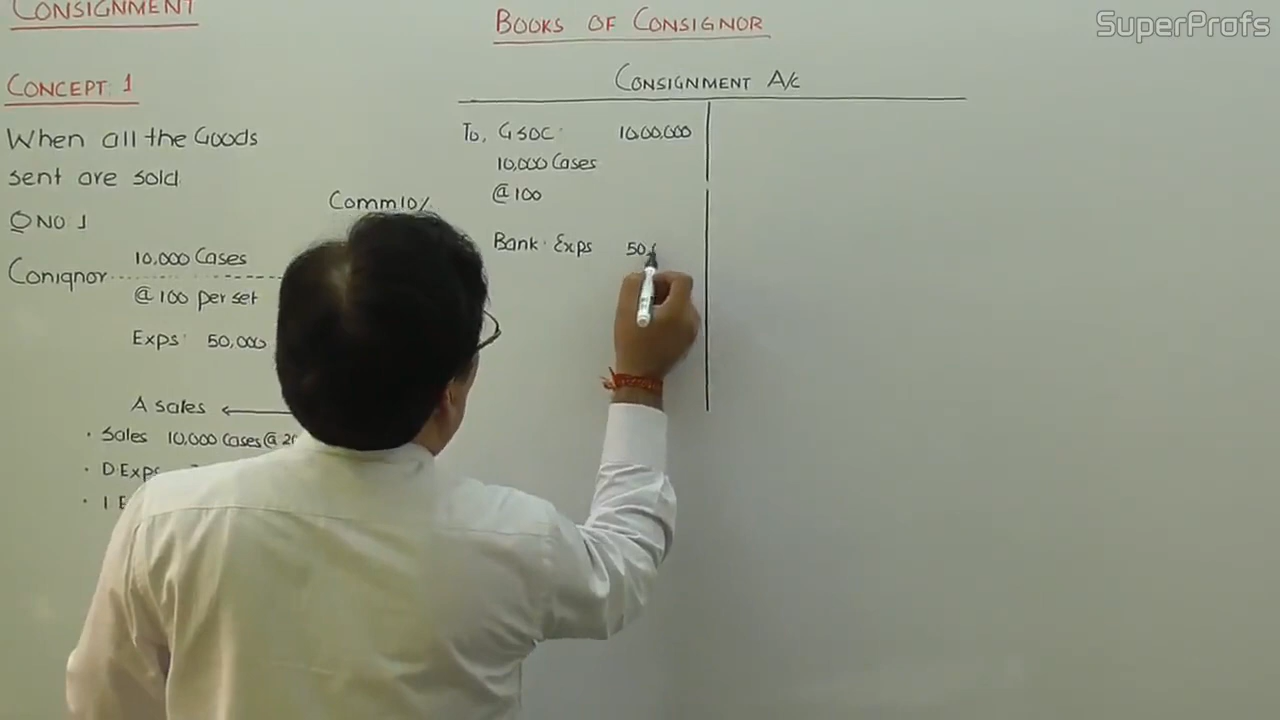 CONSIGNMENT
BOOKS OF CONSIGNOR
SuperProfs
CONCEPT: 1
When all the Goods
sent are sold
Q NO. 1
Comm 10%
10,000 Cases
Conignor
@ 100 per set
Exps: 50,000
A sales
• Sales 10,000 Cases @
• D. Exps
• I
CONSIGNMENT A/c
To, GSOC: 10,00,000
10,000 Cases
@ 100
Bank: Exps 50,